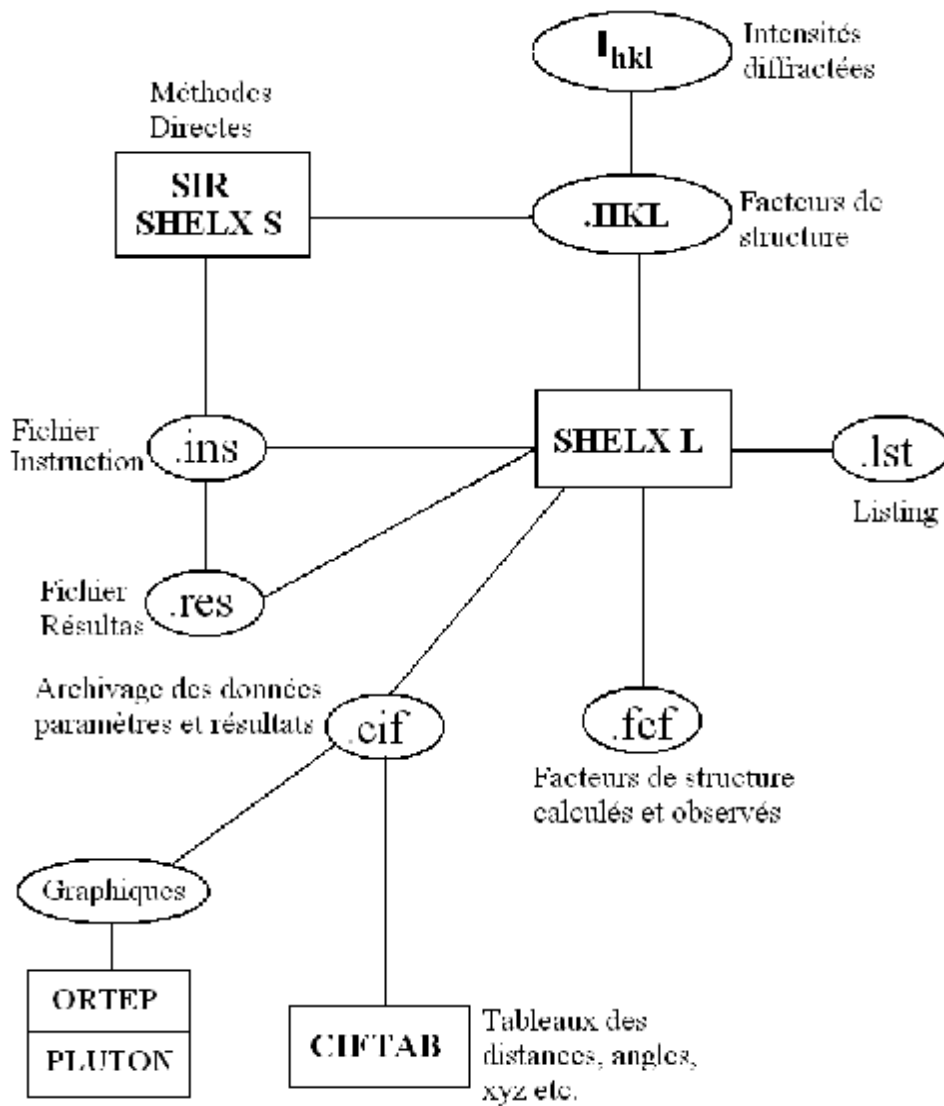 I hkl
Intensités
diffractées
Méthodes
Directes
SIR
SHELX S
.HKL
Facteurs de
structure
Fichier
Instruction
.ins
SHELX L
.lst
Listing
Fichier
Résultas
.res
Archivage des données
paramètres et résultats
.cif
.fcf
Facteurs de structure
calculés et observés
Graphiques
ORTEP
PLUTON
CIFTAB
Tableaux des
distances, angles,
xyz etc.